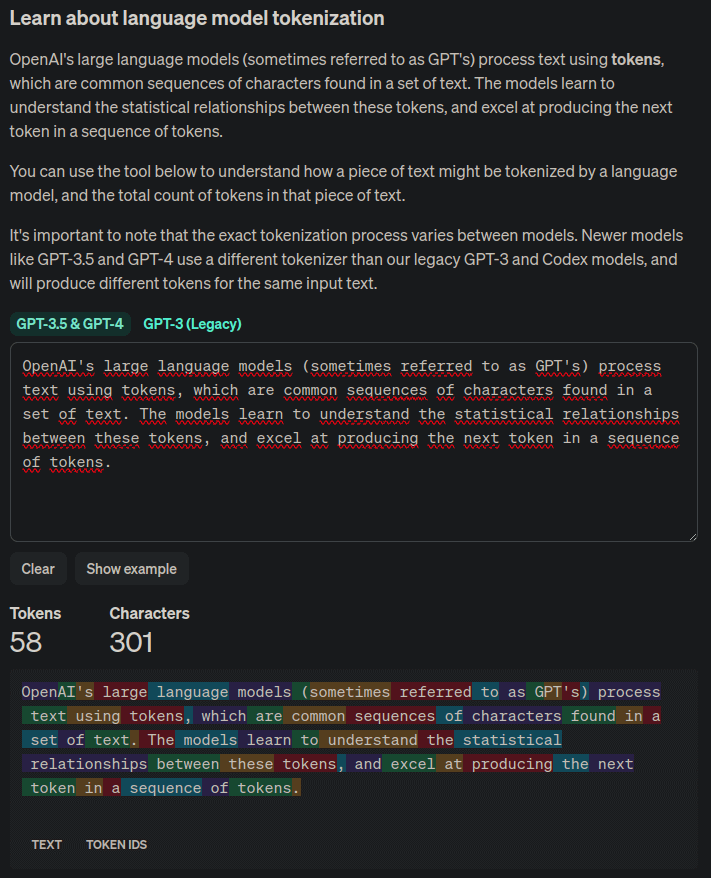 Learn about language model tokenization
OpenAI's large language models (sometimes referred to as GPT's) process text using tokens,
which are common sequences of characters found in a set of text. The models learn to
understand the statistical relationships between these tokens, and excel at producing the next
token in a sequence of tokens.
You can use the tool below to understand how a piece of text might be tokenized by a language
model, and the total count of tokens in that piece of text.
It's important to note that the exact tokenization process varies between models. Newer models
like GPT-3.5 and GPT-4 use a different tokenizer than our legacy GPT-3 and Codex models, and
will produce different tokens for the same input text.
GPT-3.5 & GPT-4 GPT-3 (Legacy)
OpenAI's large language models (sometimes referred to as GPT's) process
text using tokens, which are common sequences of characters found in a
set of text. The models learn to understand the statistical relationships
between these tokens, and excel at producing the next token in a sequence
of tokens.
Clear Show example
Tokens Characters
58 301
OpenAI's large language models (sometimes referred to as GPT's) process
text using tokens, which are common sequences of characters found in a
set of text. The models learn to understand the statistical
relationships between these tokens, and excel at producing the next
token in a sequence of tokens.
TEXT TOKEN IDS